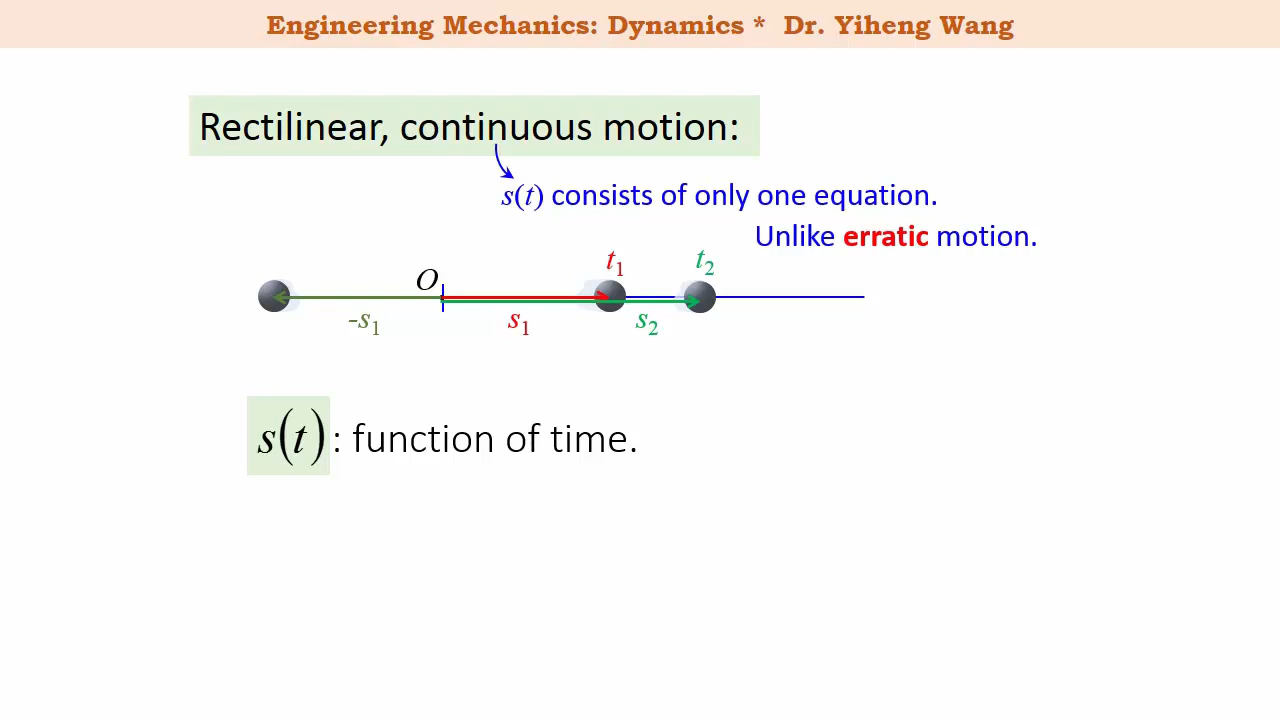 Engineering Mechanics: Dynamics * Dr. Yiheng Wang
Rectilinear, continuous motion:
s(t) consists of only one equation.
Unlike erratic motion.
O t₁ t₂
-s₁ s₁ s₂
s(t) : function of time.